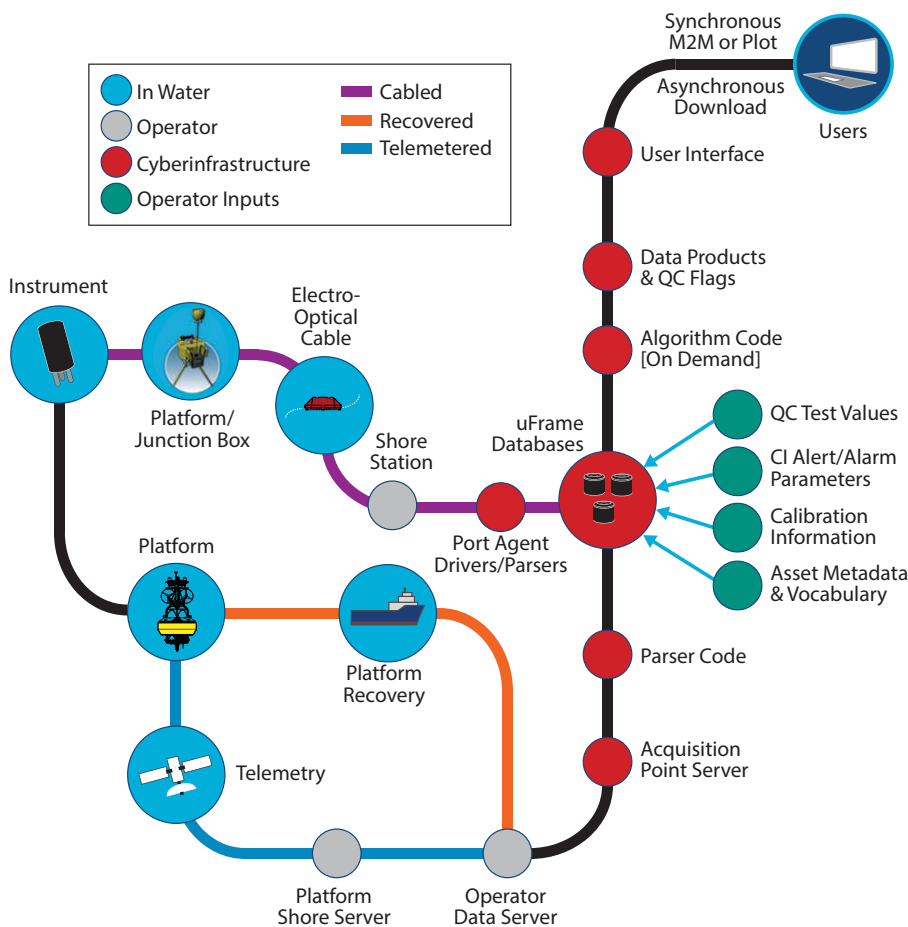 Synchronous
M2M or Plot
Asynchronous
Download
Users
In Water
Operator
Cyberinfrastructure
Operator Inputs
Cabled
Recovered
Telemetered
User Interface
Data Products
& QC Flags
Algorithm Code
[On Demand]
Instrument
Platform/
Junction Box
Electro-
Optical
Cable
Shore
Station
Port Agent
Drivers/Parsers
uFrame
Databases
QC Test Values
CI Alert/Alarm
Parameters
Calibration
Information
Asset Metadata
& Vocabulary
Platform
Platform
Recovery
Parser Code
Telemetry
Acquisition
Point Server
Platform
Shore Server
Operator
Data Server